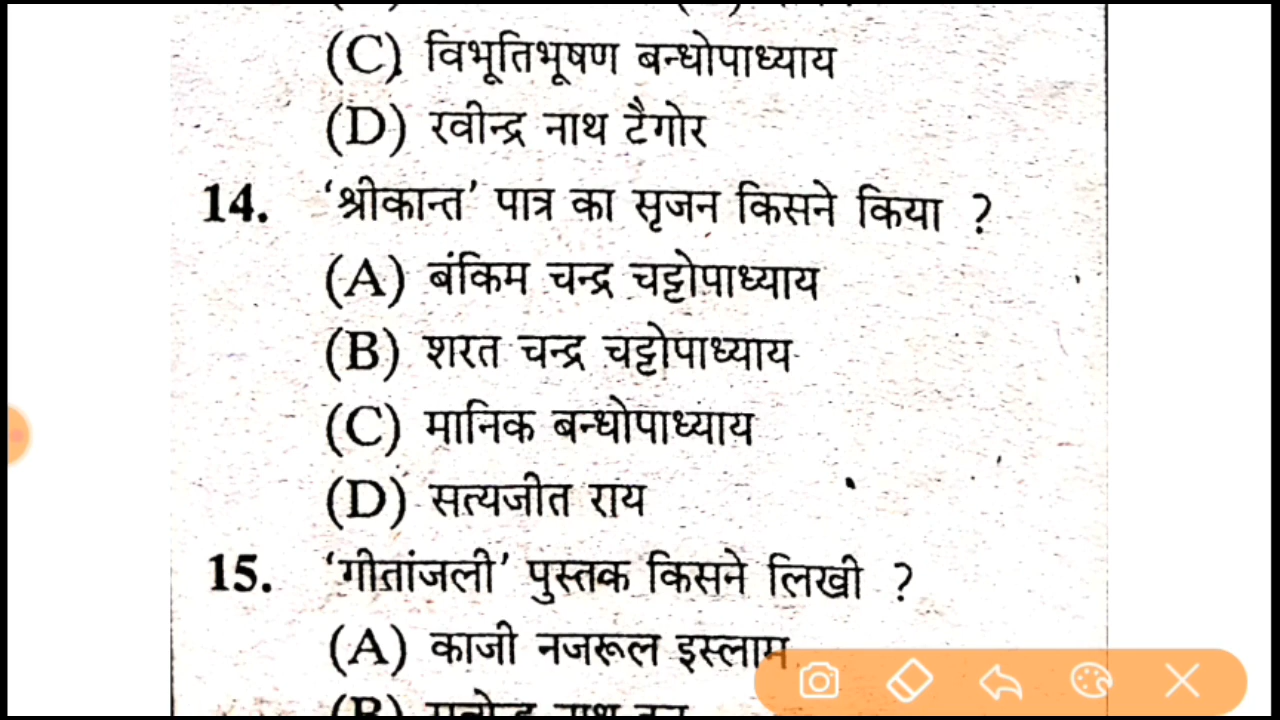 (C) विभूतिभूषण बन्धोपाध्याय
(D) रवीन्द्र नाथ टैगोर
14. ‘श्रीकान्त’ पात्र का सृजन किसने किया ?
(A) बंकिम चन्द्र चट्टोपाध्याय
(B) शरत चन्द्र चट्टोपाध्याय
(C) मानिक बन्धोपाध्याय
(D) सत्यजीत राय
15. ‘गीतांजली’ पुस्तक किसने लिखी ?
(A) काजी नजरूल इस्लाम
(B)